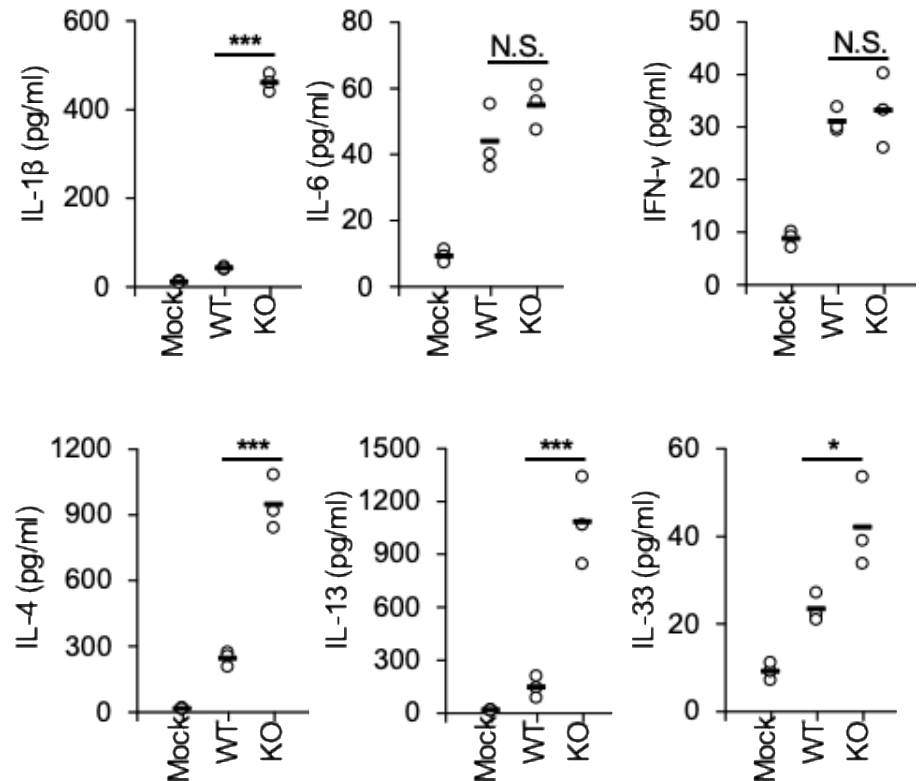 IL-1β (pg/ml)
600
400
200
0
***
Mock
WT
KO
IL-6 (pg/ml)
80
60
40
20
0
N.S.
Mock
WT
KO
IFN-γ (pg/ml)
50
40
30
20
10
0
N.S.
Mock
WT
KO
IL-4 (pg/ml)
1200
900
600
300
0
***
Mock
WT
KO
IL-13 (pg/ml)
1500
1200
900
600
300
0
***
Mock
WT
KO
IL-33 (pg/ml)
60
40
20
0
*
Mock
WT
KO